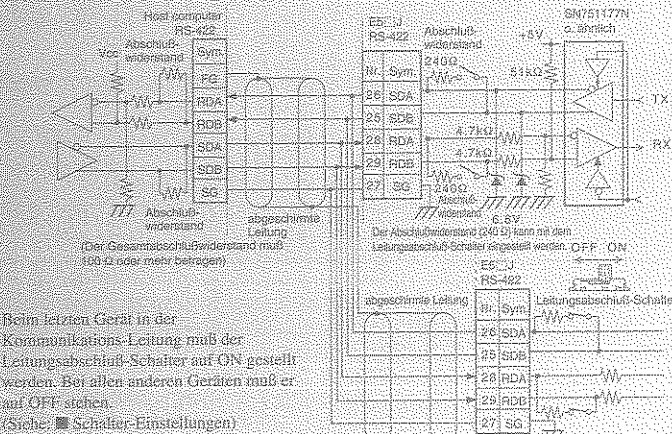 Host computer
RS-422
Vcc
Abschluß-
widerstand
Sym.
FG
RDA
RDB
SDA
SDB
SG
Abschluß-
widerstand
abgeschirmte
Leitung
(Der Gesamtabschlußwiderstand muß
100 Ω oder mehr betragen)
E5 J
RS-422
Nr. Sym.
26 SDA
25 SDB
28 RDA
29 RDB
27 SG
Abschluß-
widerstand
240Ω
+5V
51kΩ
4.7kΩ
4.7kΩ
240Ω
Abschluß-
widerstand
6.8V
SN751177N
o. ähnlich
TX
RX
Der Abschlußwiderstand (240 Ω) kann mit dem
Leitungsabschluß-Schalter eingestellt werden.
OFF ON
E5 J
RS-422
abgeschirmte Leitung
Leitungsabschluß-Schalter
Nr. Sym.
26 SDA
25 SDB
28 RDA
29 RDB
27 SG
Beim letzten Gerät in der
Kommunikations-Leitung muß der
Leitungsabschluß-Schalter auf ON gestellt
werden. Bei allen anderen Geräten muß er
auf OFF stehen.
(Siehe: ■ Schalter-Einstellungen)